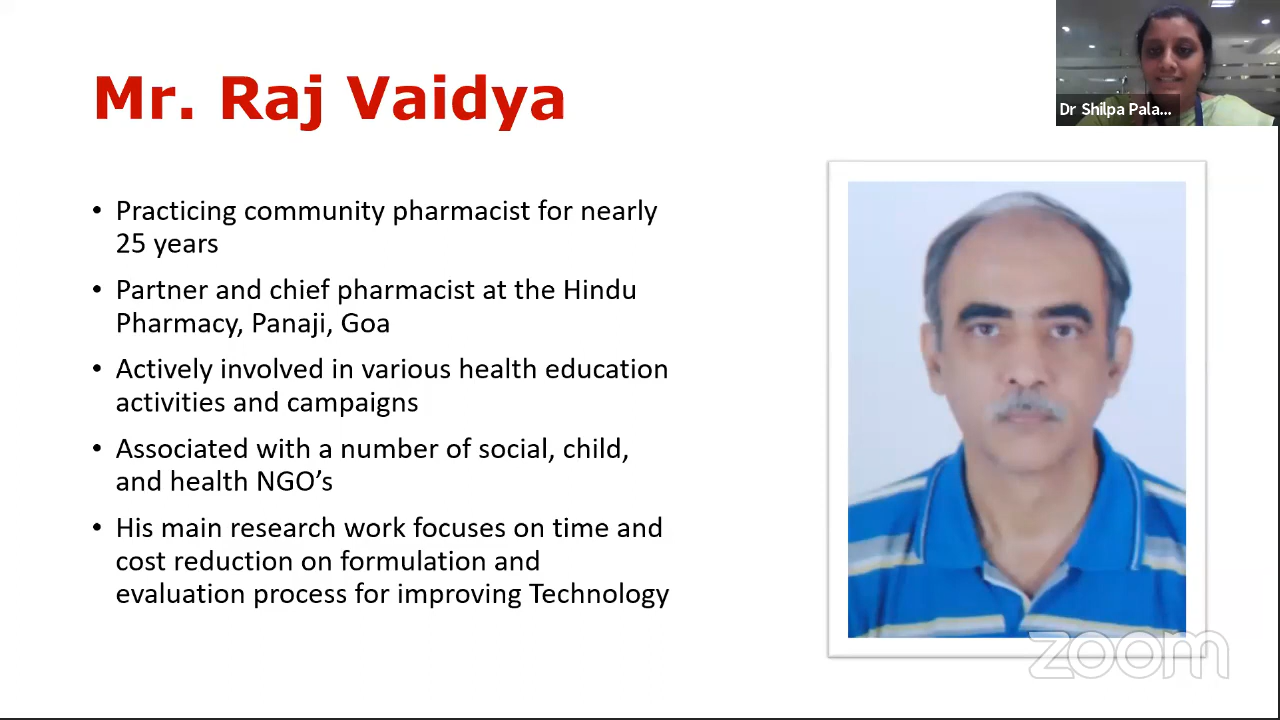 Mr. Raj Vaidya
Dr Shilpa Pala...
• Practicing community pharmacist for nearly
25 years
• Partner and chief pharmacist at the Hindu
Pharmacy, Panaji, Goa
• Actively involved in various health education
activities and campaigns
• Associated with a number of social, child,
and health NGO’s
• His main research work focuses on time and
cost reduction on formulation and
evaluation process for improving Technology
zoom